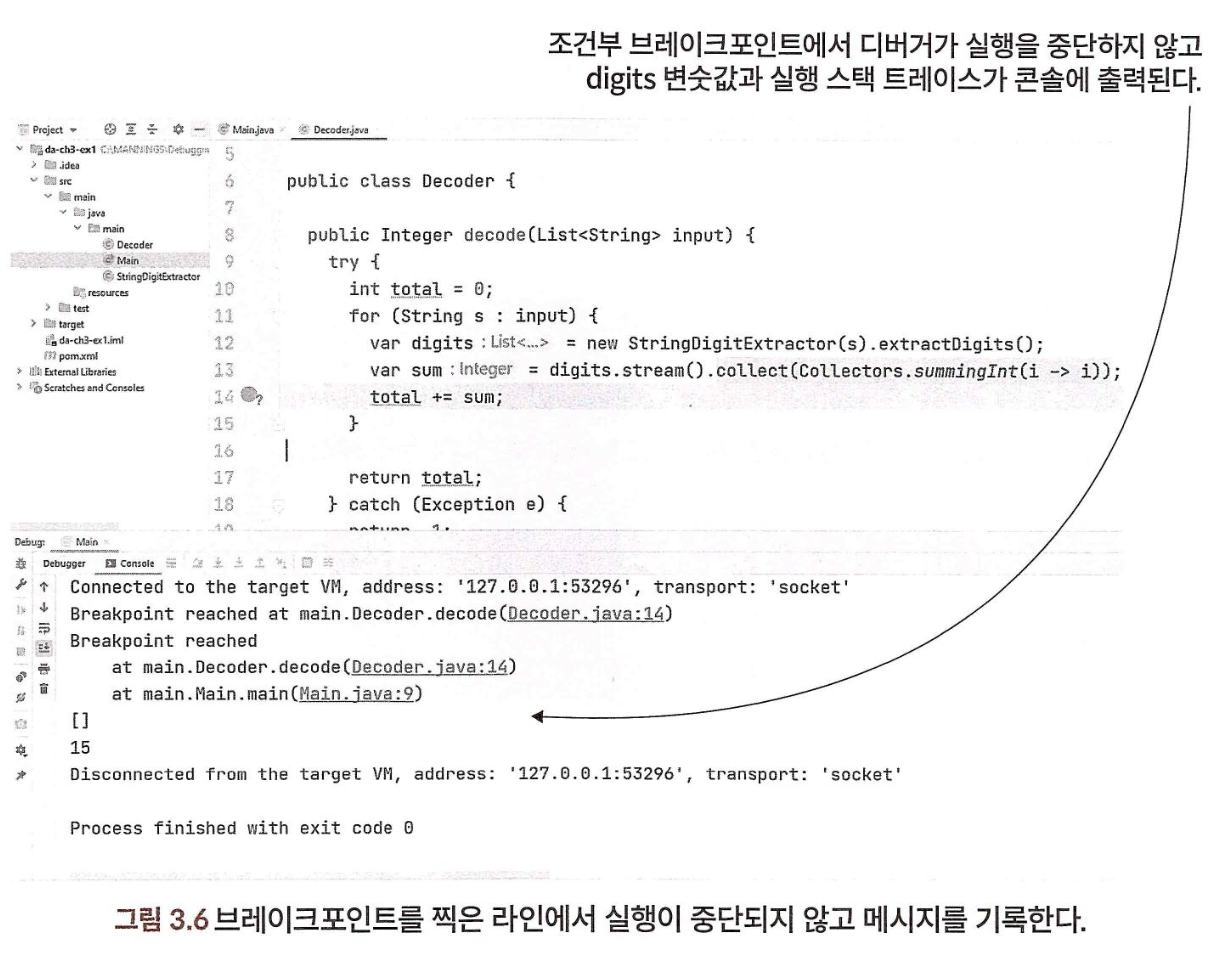 조건부 브레이크포인트에서 디버거가 실행을 중단하지 않고
digits 변숫값과 실행 스택 트레이스가 콘솔에 출력된다.
Project
Main.java
Decoder.java
da-ch3-ex1 C:\MANNINGS\Debuggin
.idea
src
main
java
main
Decoder
Main
StringDigitExtractor
resources
test
target
da-ch3-ex1.iml
pom.xml
External Libraries
Scratches and Consoles
5
6 public class Decoder {
7
8 public Integer decode(List<String> input) {
9 try {
10 int total = 0;
11 for (String s : input) {
12 var digits : List<...> = new StringDigitExtractor(s).extractDigits();
13 var sum : Integer = digits.stream().collect(Collectors.summingInt(i -> i));
14 ? total += sum;
15 }
16
17 return total;
18 } catch (Exception e) {
Debug: Main
Debugger Console
Connected to the target VM, address: '127.0.0.1:53296', transport: 'socket'
Breakpoint reached at main.Decoder.decode(Decoder.java:14)
Breakpoint reached
at main.Decoder.decode(Decoder.java:14)
at main.Main.main(Main.java:9)
[]
15
Disconnected from the target VM, address: '127.0.0.1:53296', transport: 'socket'
Process finished with exit code 0
그림 3.6 브레이크포인트를 찍은 라인에서 실행이 중단되지 않고 메시지를 기록한다.